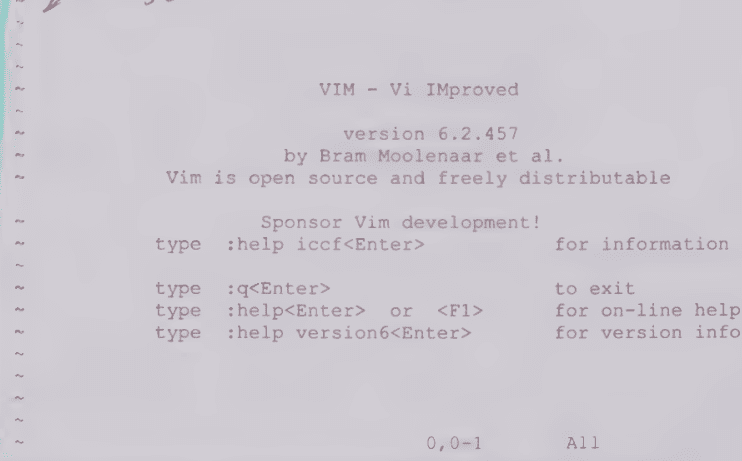 ~
~
~
~
~ VIM - Vi IMproved
~
~ version 6.2.457
~ by Bram Moolenaar et al.
~ Vim is open source and freely distributable
~ Sponsor Vim development!
~ type :help iccf<Enter> for information
~
~ type :q<Enter> to exit
~ type :help<Enter> or <F1> for on-line help
~ type :help version6<Enter> for version info
~
~
~
~
~ 0,0-1 All